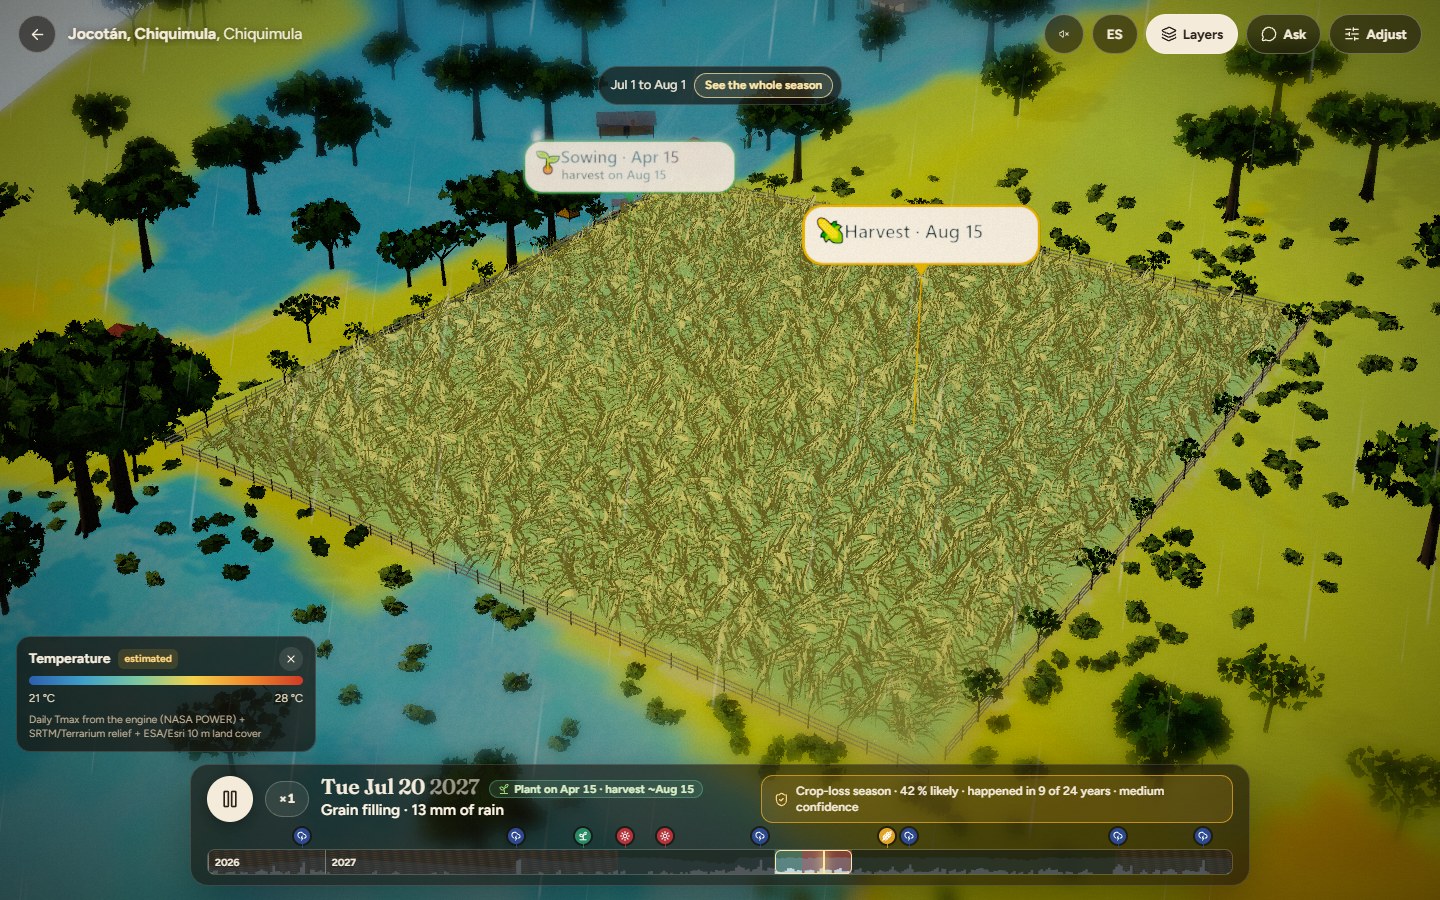 Jocotán, Chiquimula, Chiquimula
ES
Layers
Ask
Adjust
Jul 1 to Aug 1
See the whole season
Sowing · Apr 15
harvest on Aug 15
Harvest · Aug 15
Temperature
estimated
21 °C
28 °C
Daily Tmax from the engine (NASA POWER) +
SRTM/Terrarium relief + ESA/Esri 10 m land cover
×1
Tue Jul 20 2027
Plant on Apr 15 · harvest ~Aug 15
Grain filling · 13 mm of rain
Crop-loss season · 42 % likely · happened in 9 of 24 years · medium
confidence
2026
2027